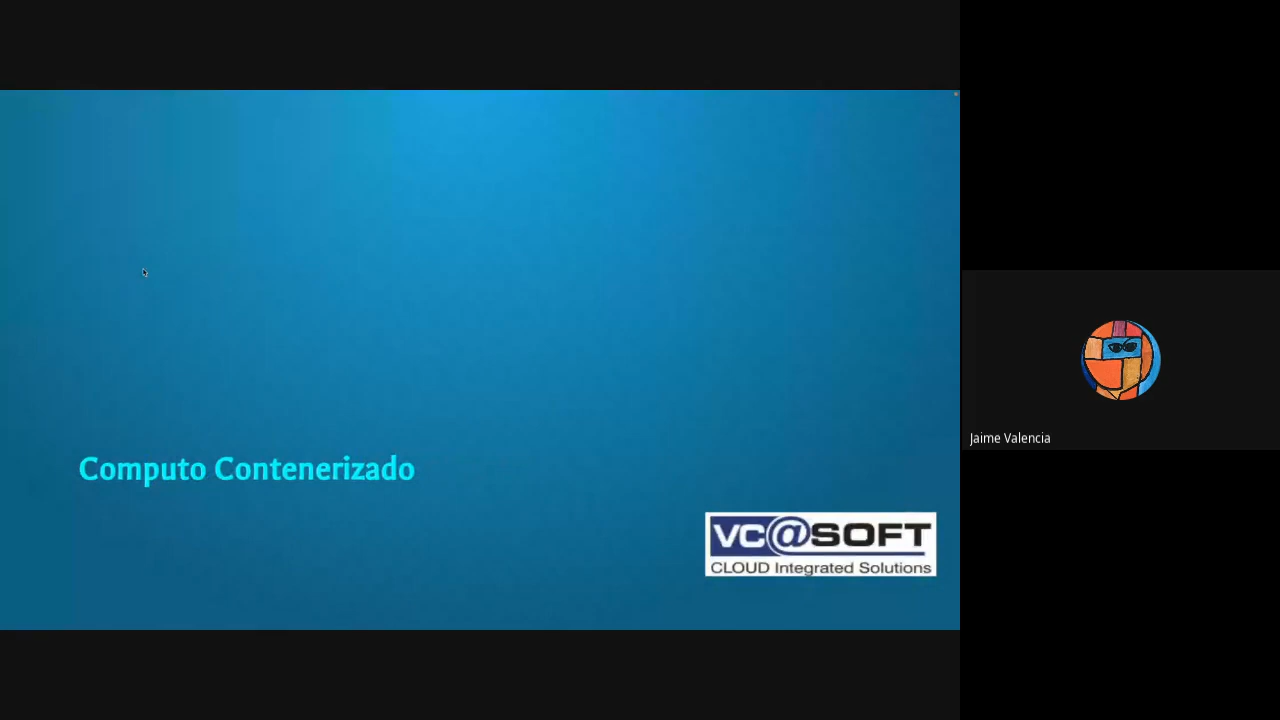 Computo Contenerizado
VC@SOFT
CLOUD Integrated Solutions
Jaime Valencia